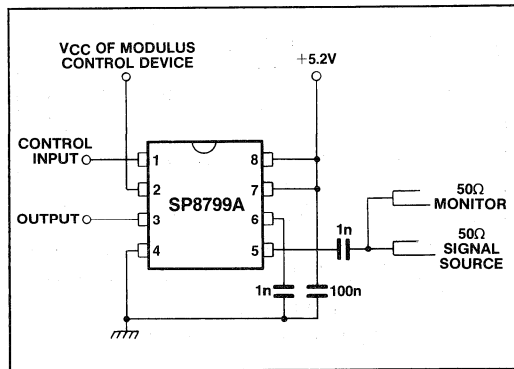 VCC OF MODULUS
CONTROL DEVICE
+5.2V
CONTROL
INPUT
1
8
2
7
SP8799A
OUTPUT
3
6
4
5
1n
50Ω
MONITOR
50Ω
SIGNAL
SOURCE
1n
100n